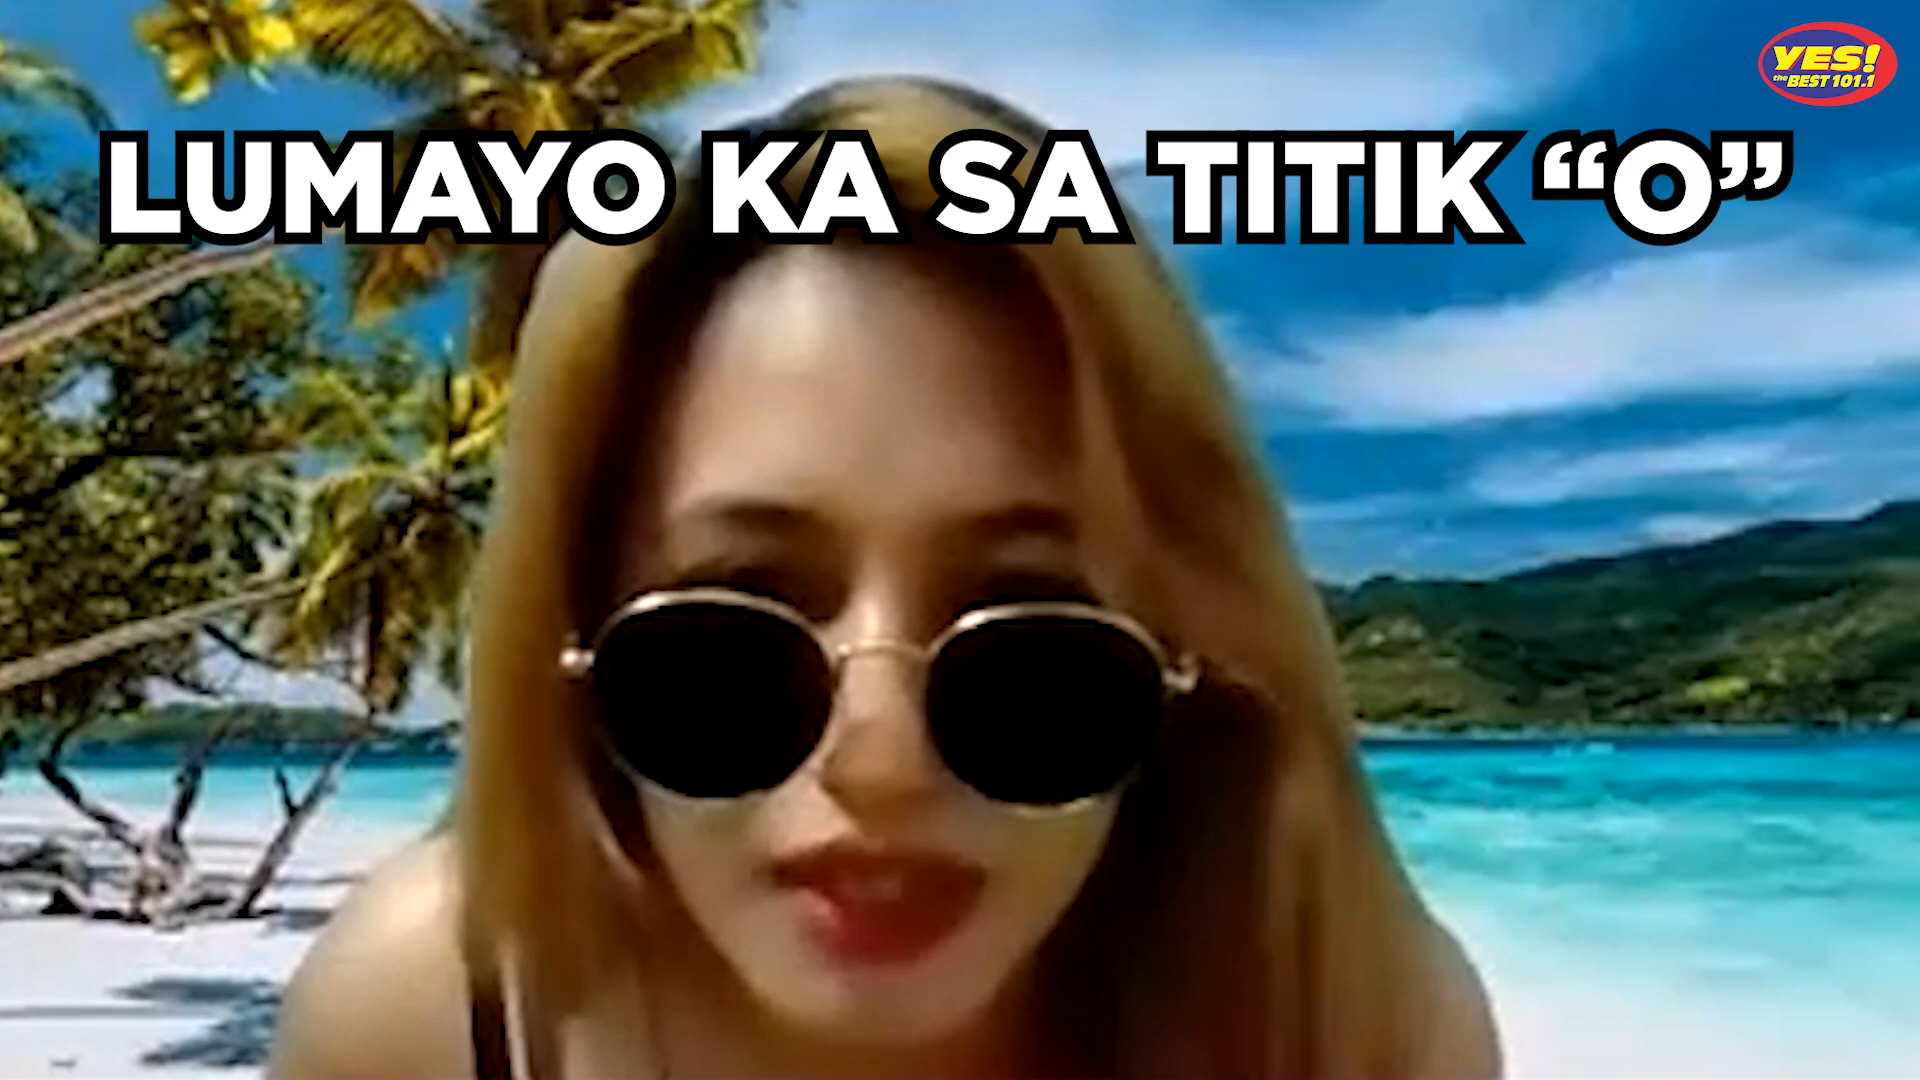 LUMAYO KA SA TITIK “O”
YES!
the BEST 101.1